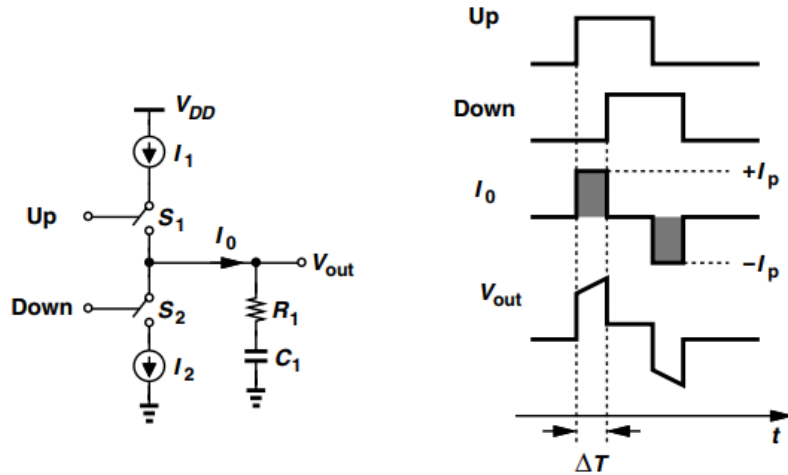 V_DD
I_1
Up
S_1
I_0
V_out
Down
S_2
R_1
C_1
I_2
Up
Down
I_0
+I_p
−I_p
V_out
t
ΔT